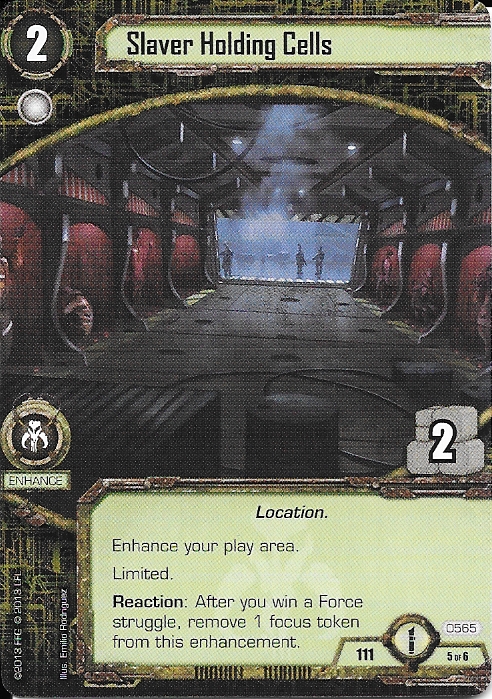 2
Slaver Holding Cells
2
ENHANCE
Location.
Enhance your play area.
Limited.
Reaction: After you win a Force
struggle, remove 1 focus token
from this enhancement.
0565
111
5 of 6
©2013 FFG ©2013 LFL
Illus. Emilio Rodriguez